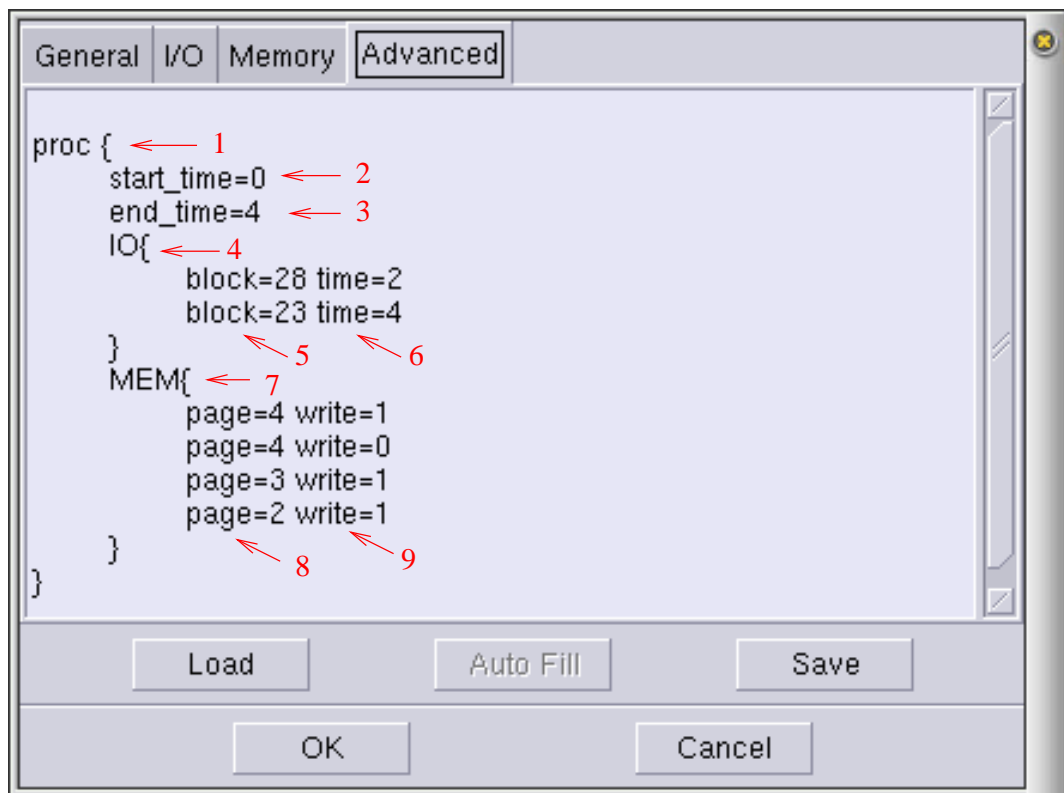 General I/O Memory Advanced
proc { 1
start_time=0 2
end_time=4 3
IO{ 4
block=28 time=2
block=23 time=4
} 5 6
MEM{ 7
page=4 write=1
page=4 write=0
page=3 write=1
page=2 write=1
} 8 9
}
Load Auto Fill Save
OK Cancel